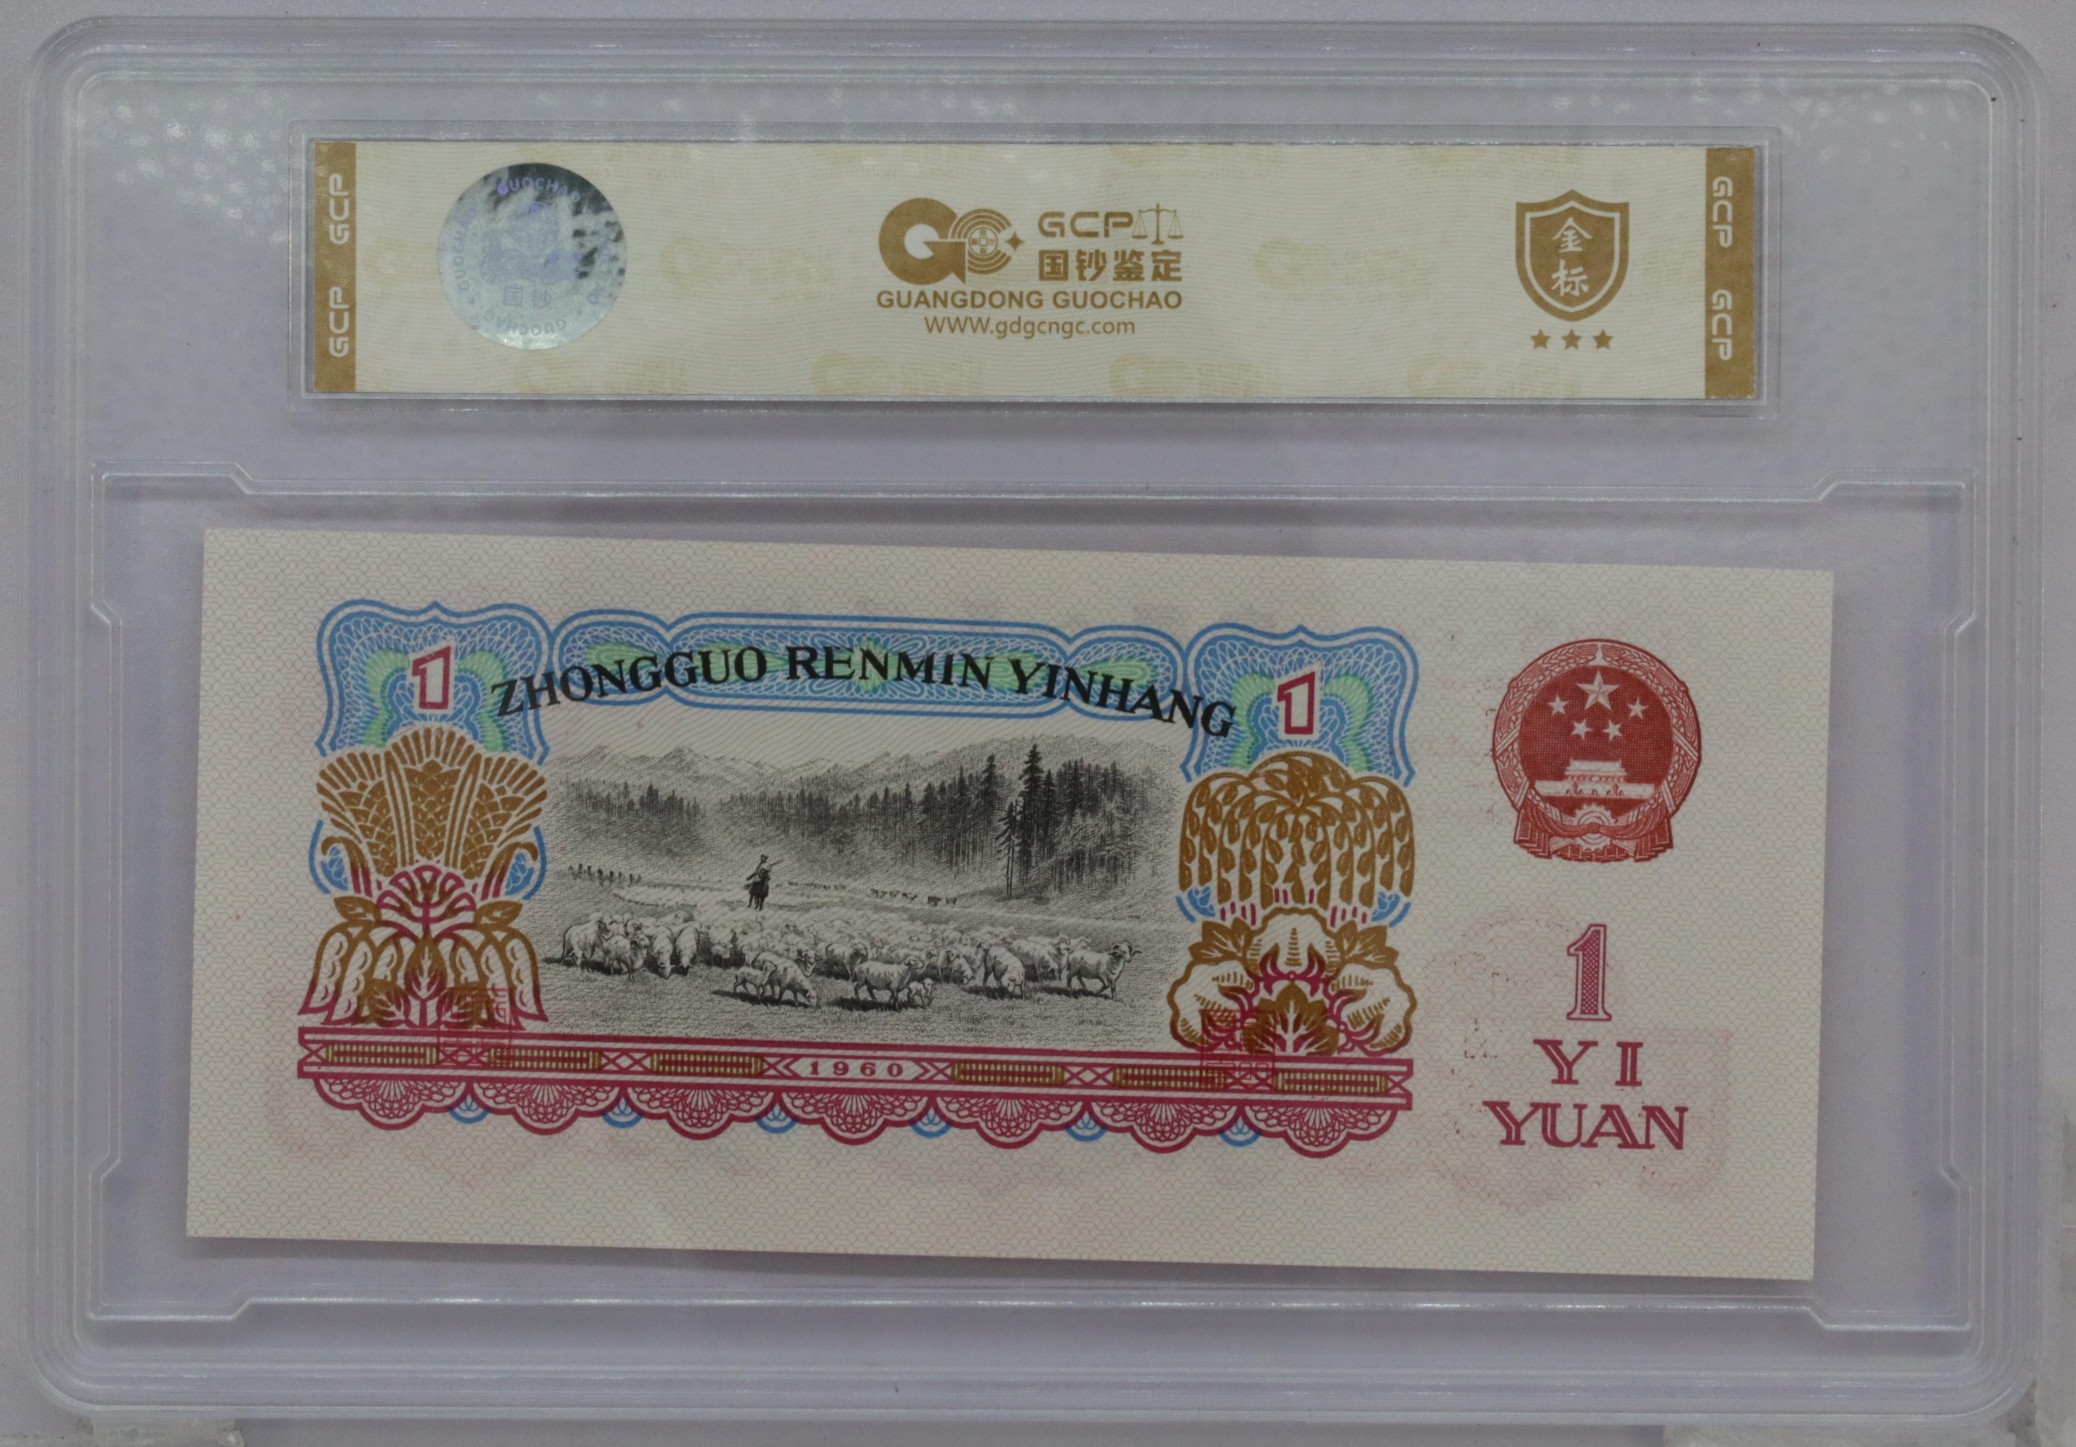 GCP GCP
GUOCHAO
国钞
GUOCHAO
GCP
国钞鉴定
GUANGDONG GUOCHAO
WWW.gdgcngc.com
金标
GCP GCP
1
ZHONGGUO RENMIN YINHANG
1
1960
1
YI
YUAN